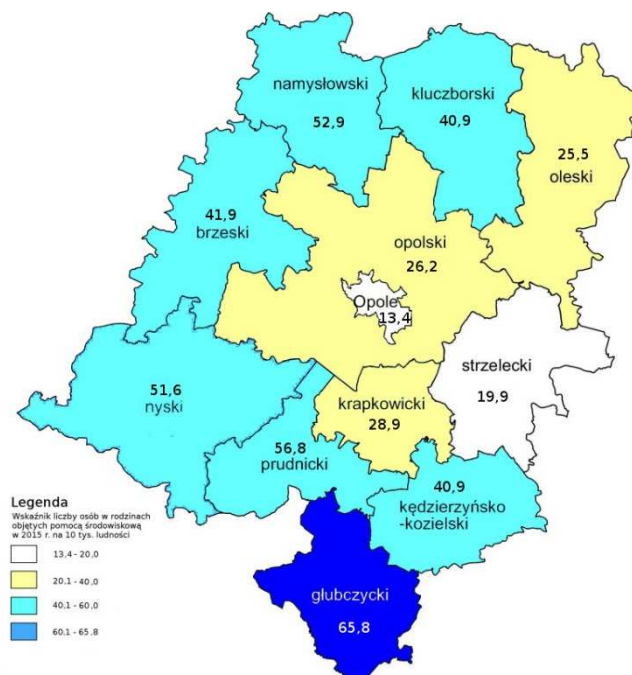 namysłowski
52,9
kluczborski
40,9
25,5
oleski
41,9
brzeski
opolski
26,2
Opole
13,4
strzelecki
19,9
51,6
nyski
krapkowicki
28,9
56,8
prudnicki
40,9
kędzierzyńsko
-kozielski
głubczycki
65,8
Legenda
Wskaźnik liczby osób w rodzinach
objętych pomocą środowiskową
w 2015 r. na 10 tys. ludności
13.4 - 20.0
20.1 - 40.0
40.1 - 60.0
60.1 - 65.8